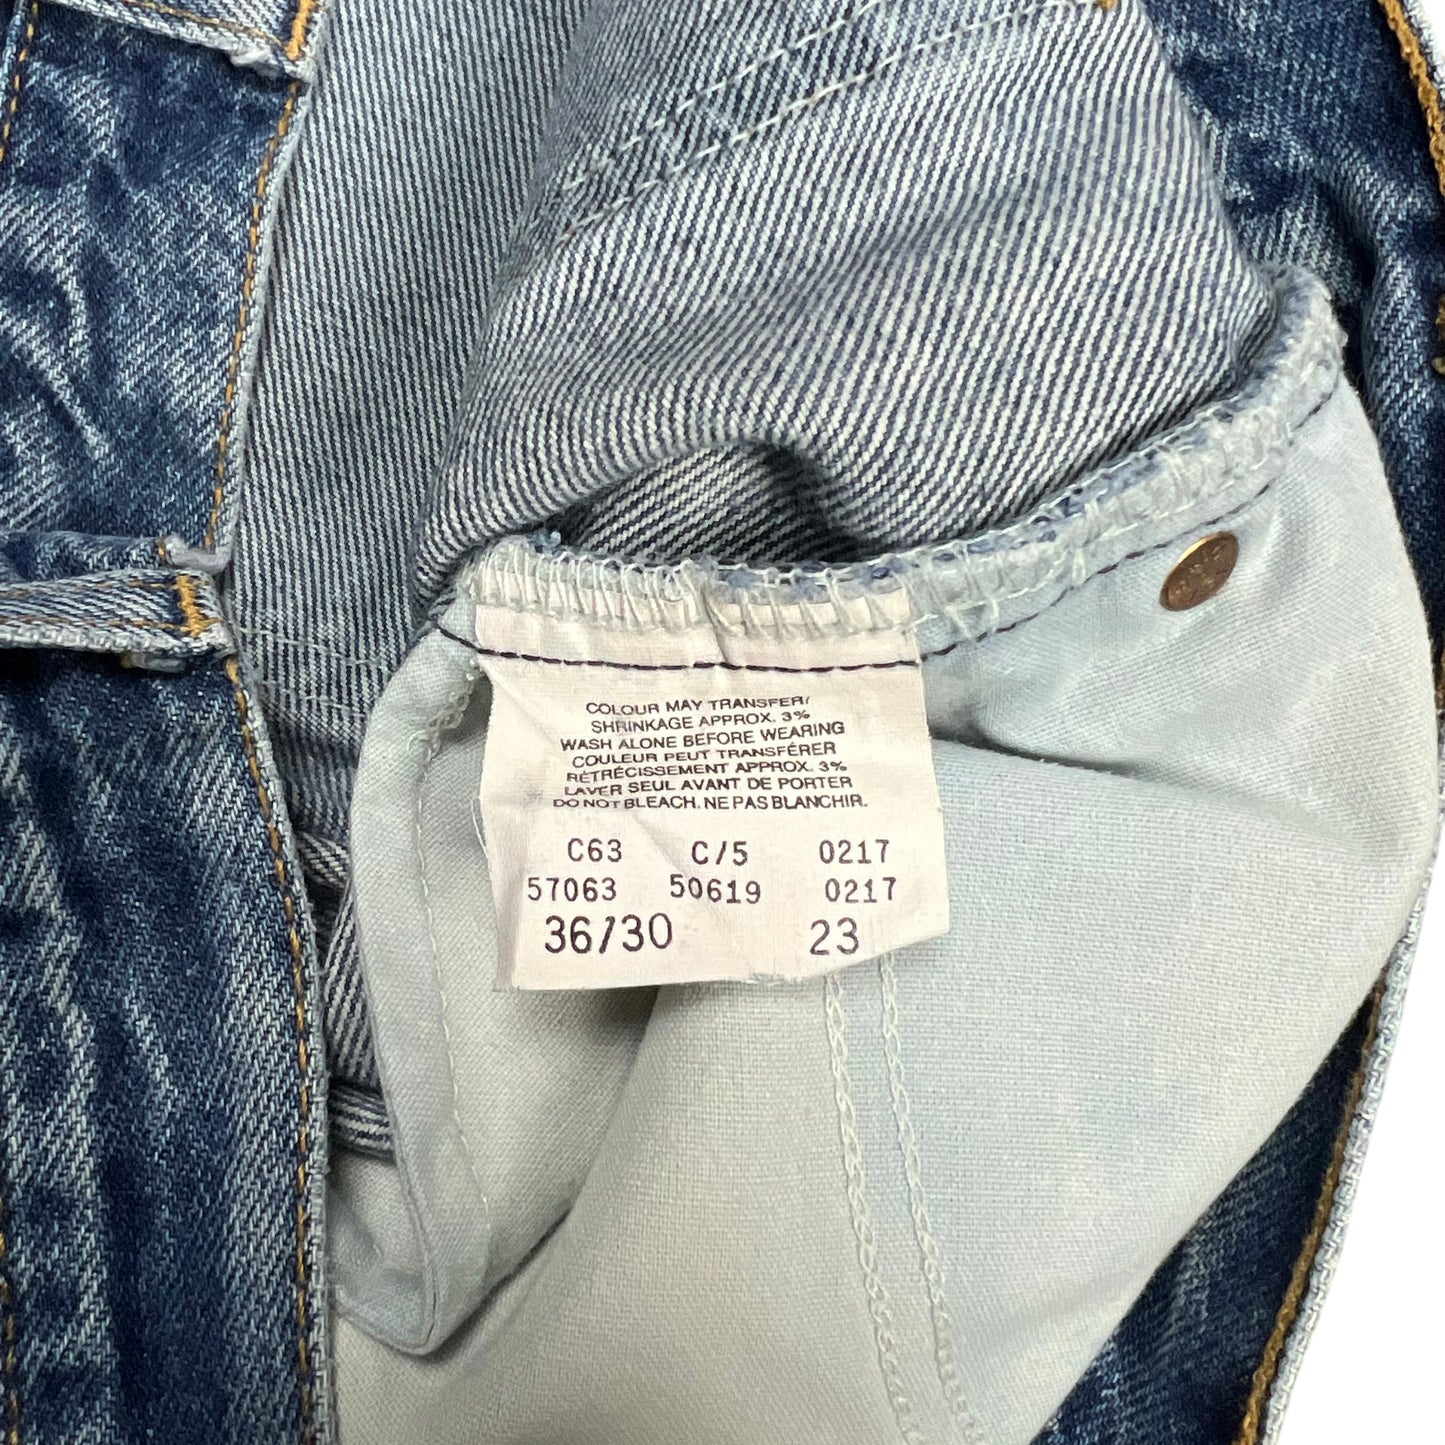 COLOUR MAY TRANSFER/
SHRINKAGE APPROX. 3%
WASH ALONE BEFORE WEARING
COULEUR PEUT TRANSFÉRER
RÉTRÉCISSEMENT APPROX. 3%
LAVER SEUL AVANT DE PORTER
DO NOT BLEACH. NE PAS BLANCHIR.
C63 C/5 0217
57063 50619 0217
36/30 23